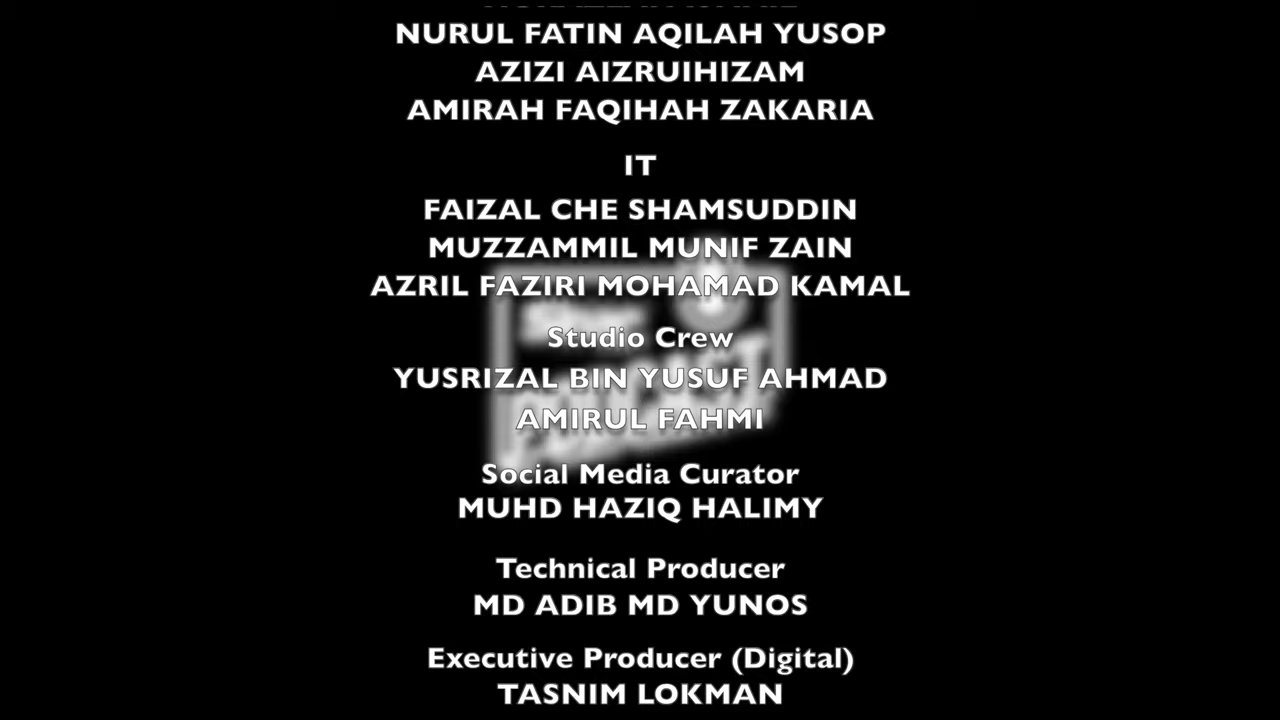 NURUL FATIN AQILAH YUSOP
AZIZI AIZRUIHIZAM
AMIRAH FAQIHAH ZAKARIA
IT
FAIZAL CHE SHAMSUDDIN
MUZZAMMIL MUNIF ZAIN
AZRIL FAZIRI MOHAMAD KAMAL
Studio Crew
YUSRIZAL BIN YUSUF AHMAD
AMIRUL FAHMI
Social Media Curator
MUHD HAZIQ HALIMY
Technical Producer
MD ADIB MD YUNOS
Executive Producer (Digital)
TASNIM LOKMAN